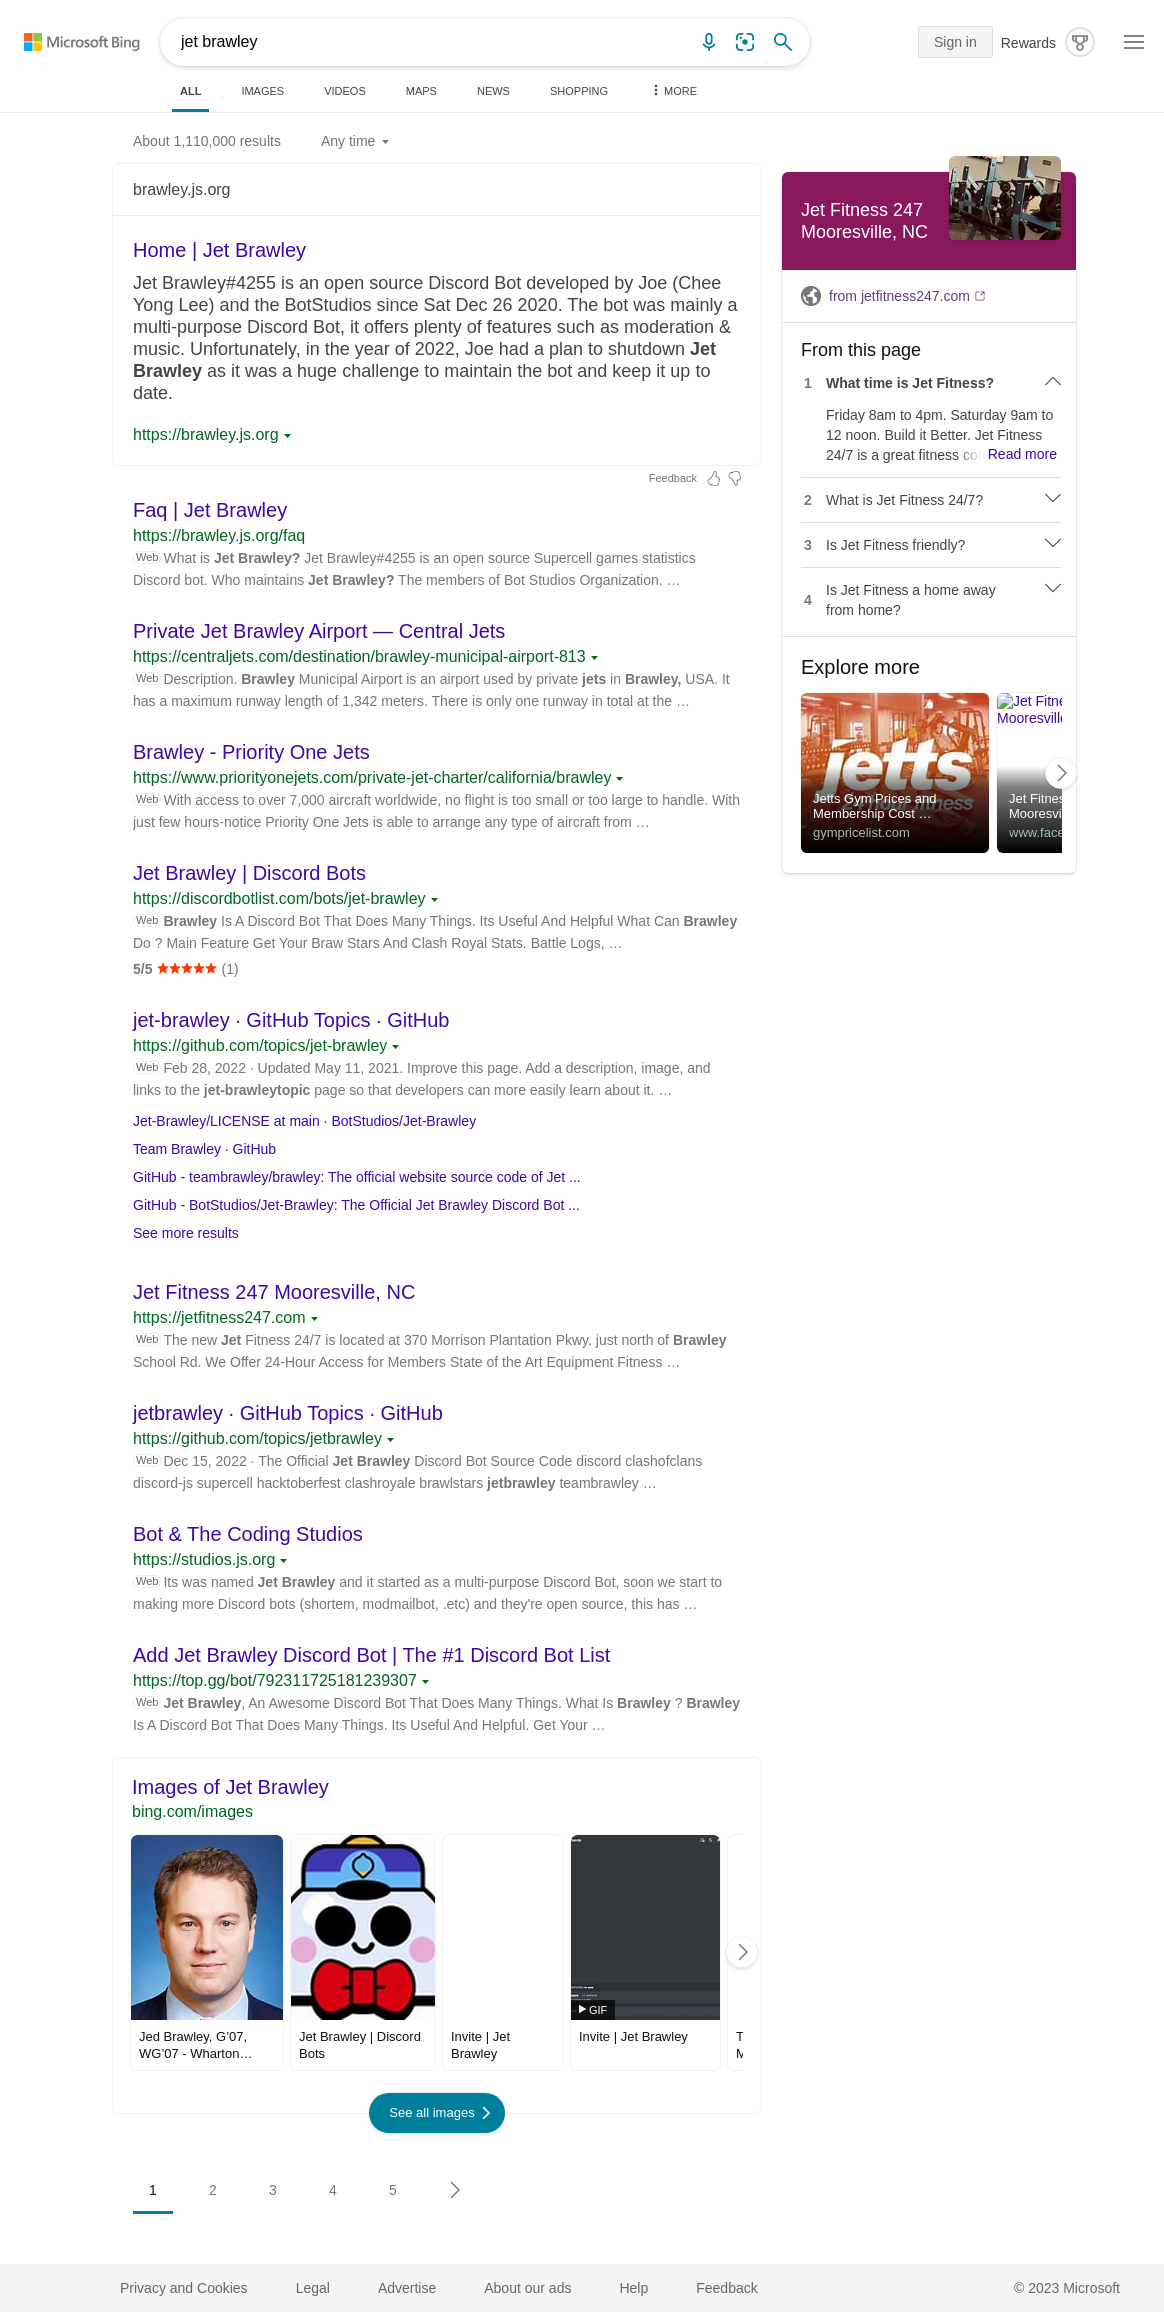 Microsoft Bing
jet brawley
Sign in
Rewards
ALL
IMAGES
VIDEOS
MAPS
NEWS
SHOPPING
MORE
About 1,110,000 results
Any time
brawley.js.org
Home | Jet Brawley
Jet Brawley#4255 is an open source Discord Bot developed by Joe (Chee
Yong Lee) and the BotStudios since Sat Dec 26 2020. The bot was mainly a
multi-purpose Discord Bot, it offers plenty of features such as moderation &
music. Unfortunately, in the year of 2022, Joe had a plan to shutdown Jet
Brawley as it was a huge challenge to maintain the bot and keep it up to
date.
https://brawley.js.org
Feedback
Faq | Jet Brawley
https://brawley.js.org/faq
Web What is Jet Brawley? Jet Brawley#4255 is an open source Supercell games statistics
Discord bot. Who maintains Jet Brawley? The members of Bot Studios Organization. …
Private Jet Brawley Airport — Central Jets
https://centraljets.com/destination/brawley-municipal-airport-813
Web Description. Brawley Municipal Airport is an airport used by private jets in Brawley, USA. It
has a maximum runway length of 1,342 meters. There is only one runway in total at the …
Brawley - Priority One Jets
https://www.priorityonejets.com/private-jet-charter/california/brawley
Web With access to over 7,000 aircraft worldwide, no flight is too small or too large to handle. With
just few hours-notice Priority One Jets is able to arrange any type of aircraft from …
Jet Brawley | Discord Bots
https://discordbotlist.com/bots/jet-brawley
Web Brawley Is A Discord Bot That Does Many Things. Its Useful And Helpful What Can Brawley
Do ? Main Feature Get Your Braw Stars And Clash Royal Stats. Battle Logs, …
5/5 ★★★★★ (1)
jet-brawley · GitHub Topics · GitHub
https://github.com/topics/jet-brawley
Web Feb 28, 2022 · Updated May 11, 2021. Improve this page. Add a description, image, and
links to the jet-brawleytopic page so that developers can more easily learn about it. …
Jet-Brawley/LICENSE at main · BotStudios/Jet-Brawley
Team Brawley · GitHub
GitHub - teambrawley/brawley: The official website source code of Jet ...
GitHub - BotStudios/Jet-Brawley: The Official Jet Brawley Discord Bot ...
See more results
Jet Fitness 247 Mooresville, NC
https://jetfitness247.com
Web The new Jet Fitness 24/7 is located at 370 Morrison Plantation Pkwy. just north of Brawley
School Rd. We Offer 24-Hour Access for Members State of the Art Equipment Fitness …
jetbrawley · GitHub Topics · GitHub
https://github.com/topics/jetbrawley
Web Dec 15, 2022 · The Official Jet Brawley Discord Bot Source Code discord clashofclans
discord-js supercell hacktoberfest clashroyale brawlstars jetbrawley teambrawley …
Bot & The Coding Studios
https://studios.js.org
Web Its was named Jet Brawley and it started as a multi-purpose Discord Bot, soon we start to
making more Discord bots (shortem, modmailbot, .etc) and they're open source, this has …
Add Jet Brawley Discord Bot | The #1 Discord Bot List
https://top.gg/bot/792311725181239307
Web Jet Brawley, An Awesome Discord Bot That Does Many Things. What Is Brawley ? Brawley
Is A Discord Bot That Does Many Things. Its Useful And Helpful. Get Your …
Images of Jet Brawley
bing.com/images
GIF
Jed Brawley, G'07,
WG'07 - Wharton…
Jet Brawley | Discord
Bots
Invite | Jet
Brawley
Invite | Jet Brawley
T
M
See all images
1
2
3
4
5
Jet Fitness 247
Mooresville, NC
from jetfitness247.com
From this page
1 What time is Jet Fitness?
Friday 8am to 4pm. Saturday 9am to
12 noon. Build it Better. Jet Fitness
24/7 is a great fitness co Read more
2 What is Jet Fitness 24/7?
3 Is Jet Fitness friendly?
4 Is Jet Fitness a home away
from home?
Explore more
jetts
24 hour fitness
Jetts Gym Prices and
Membership Cost …
gympricelist.com
Jet Fitne
Mooresville
Jet Fitnes
Mooresvi
www.face
Privacy and Cookies
Legal
Advertise
About our ads
Help
Feedback
© 2023 Microsoft